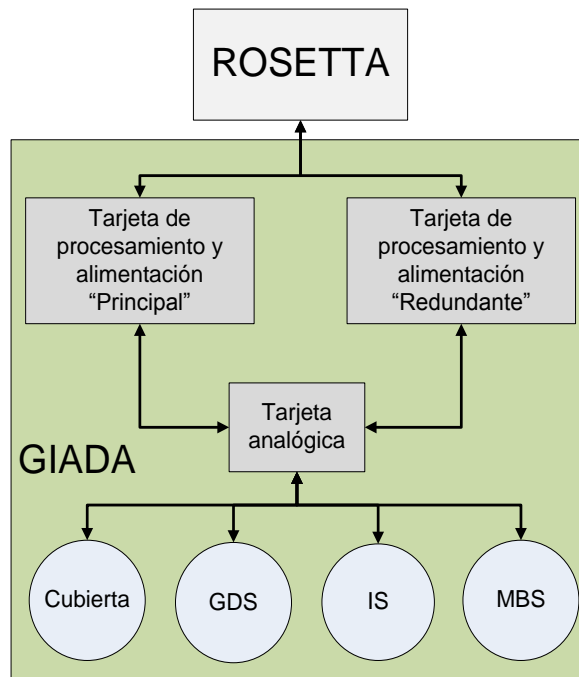 ROSETTA
Tarjeta de
procesamiento y
alimentación
“Principal”
Tarjeta de
procesamiento y
alimentación
“Redundante”
Tarjeta
analógica
GIADA
Cubierta
GDS
IS
MBS